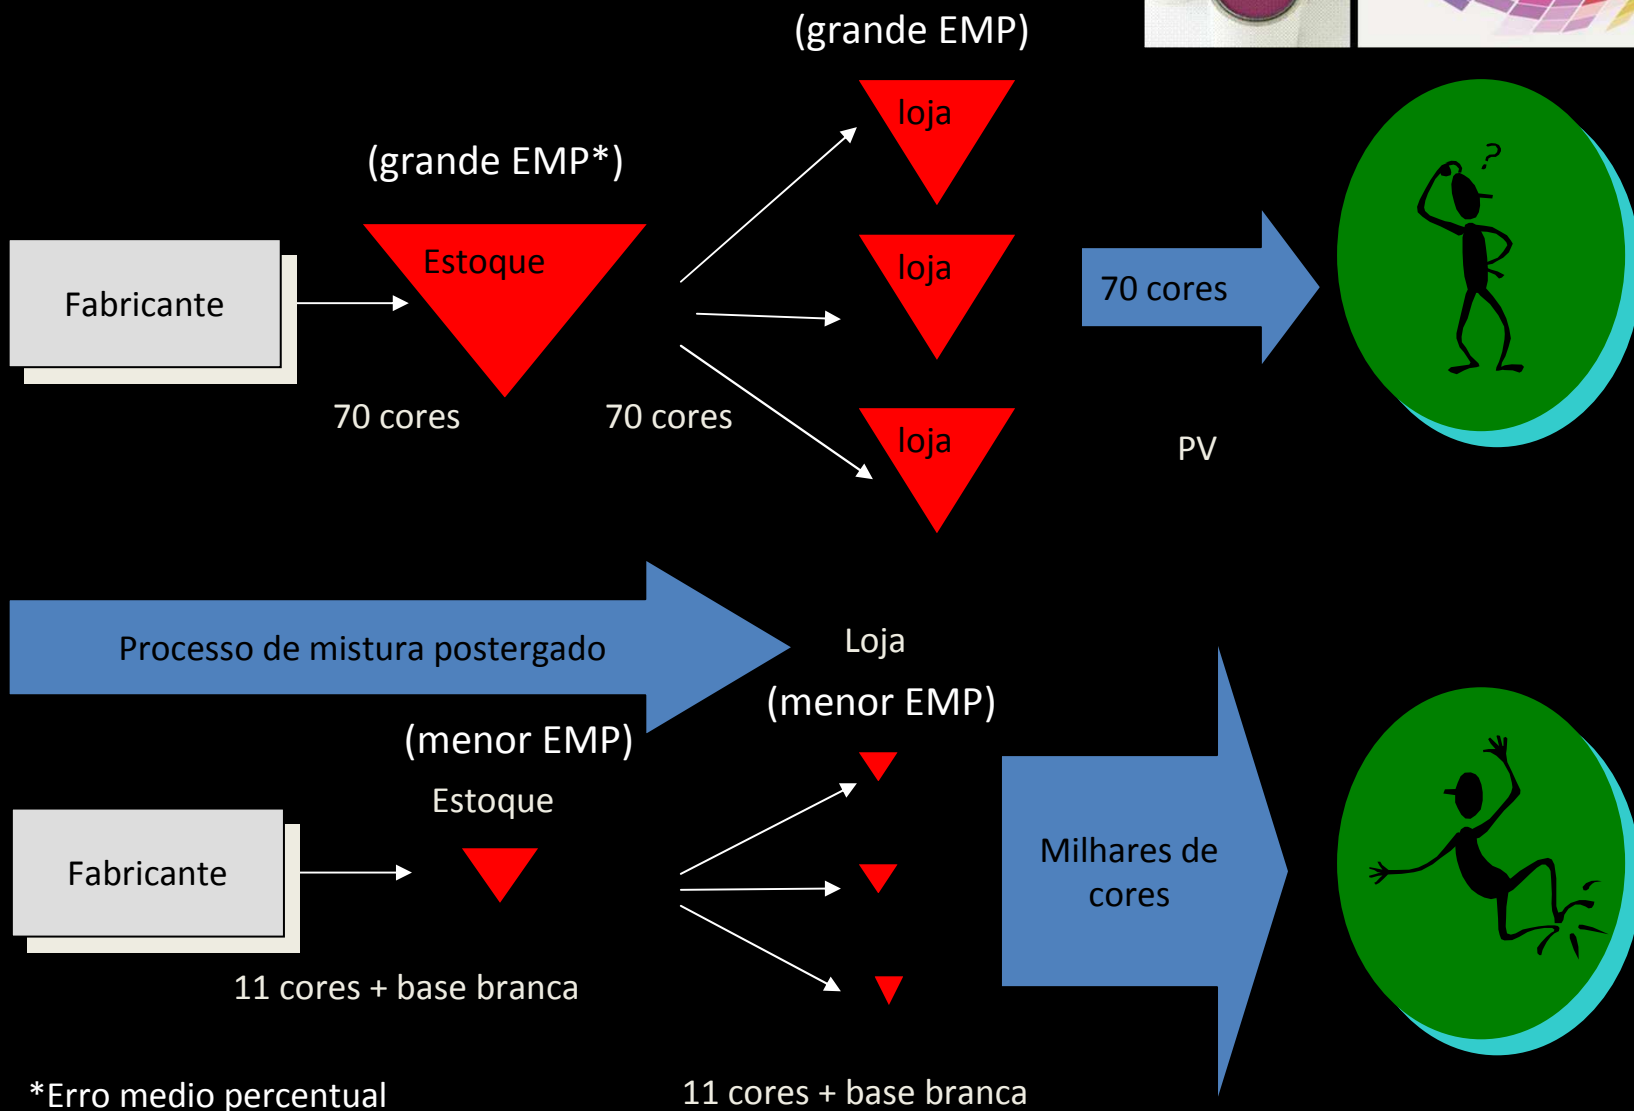 (grande EMP)
loja
(grande EMP*)
Estoque
Fabricante
loja
70 cores
?
70 cores
70 cores
loja
PV
Processo de mistura postergado
Loja
(menor EMP)
(menor EMP)
Estoque
Fabricante
Milhares de
cores
11 cores + base branca
*Erro medio percentual
11 cores + base branca